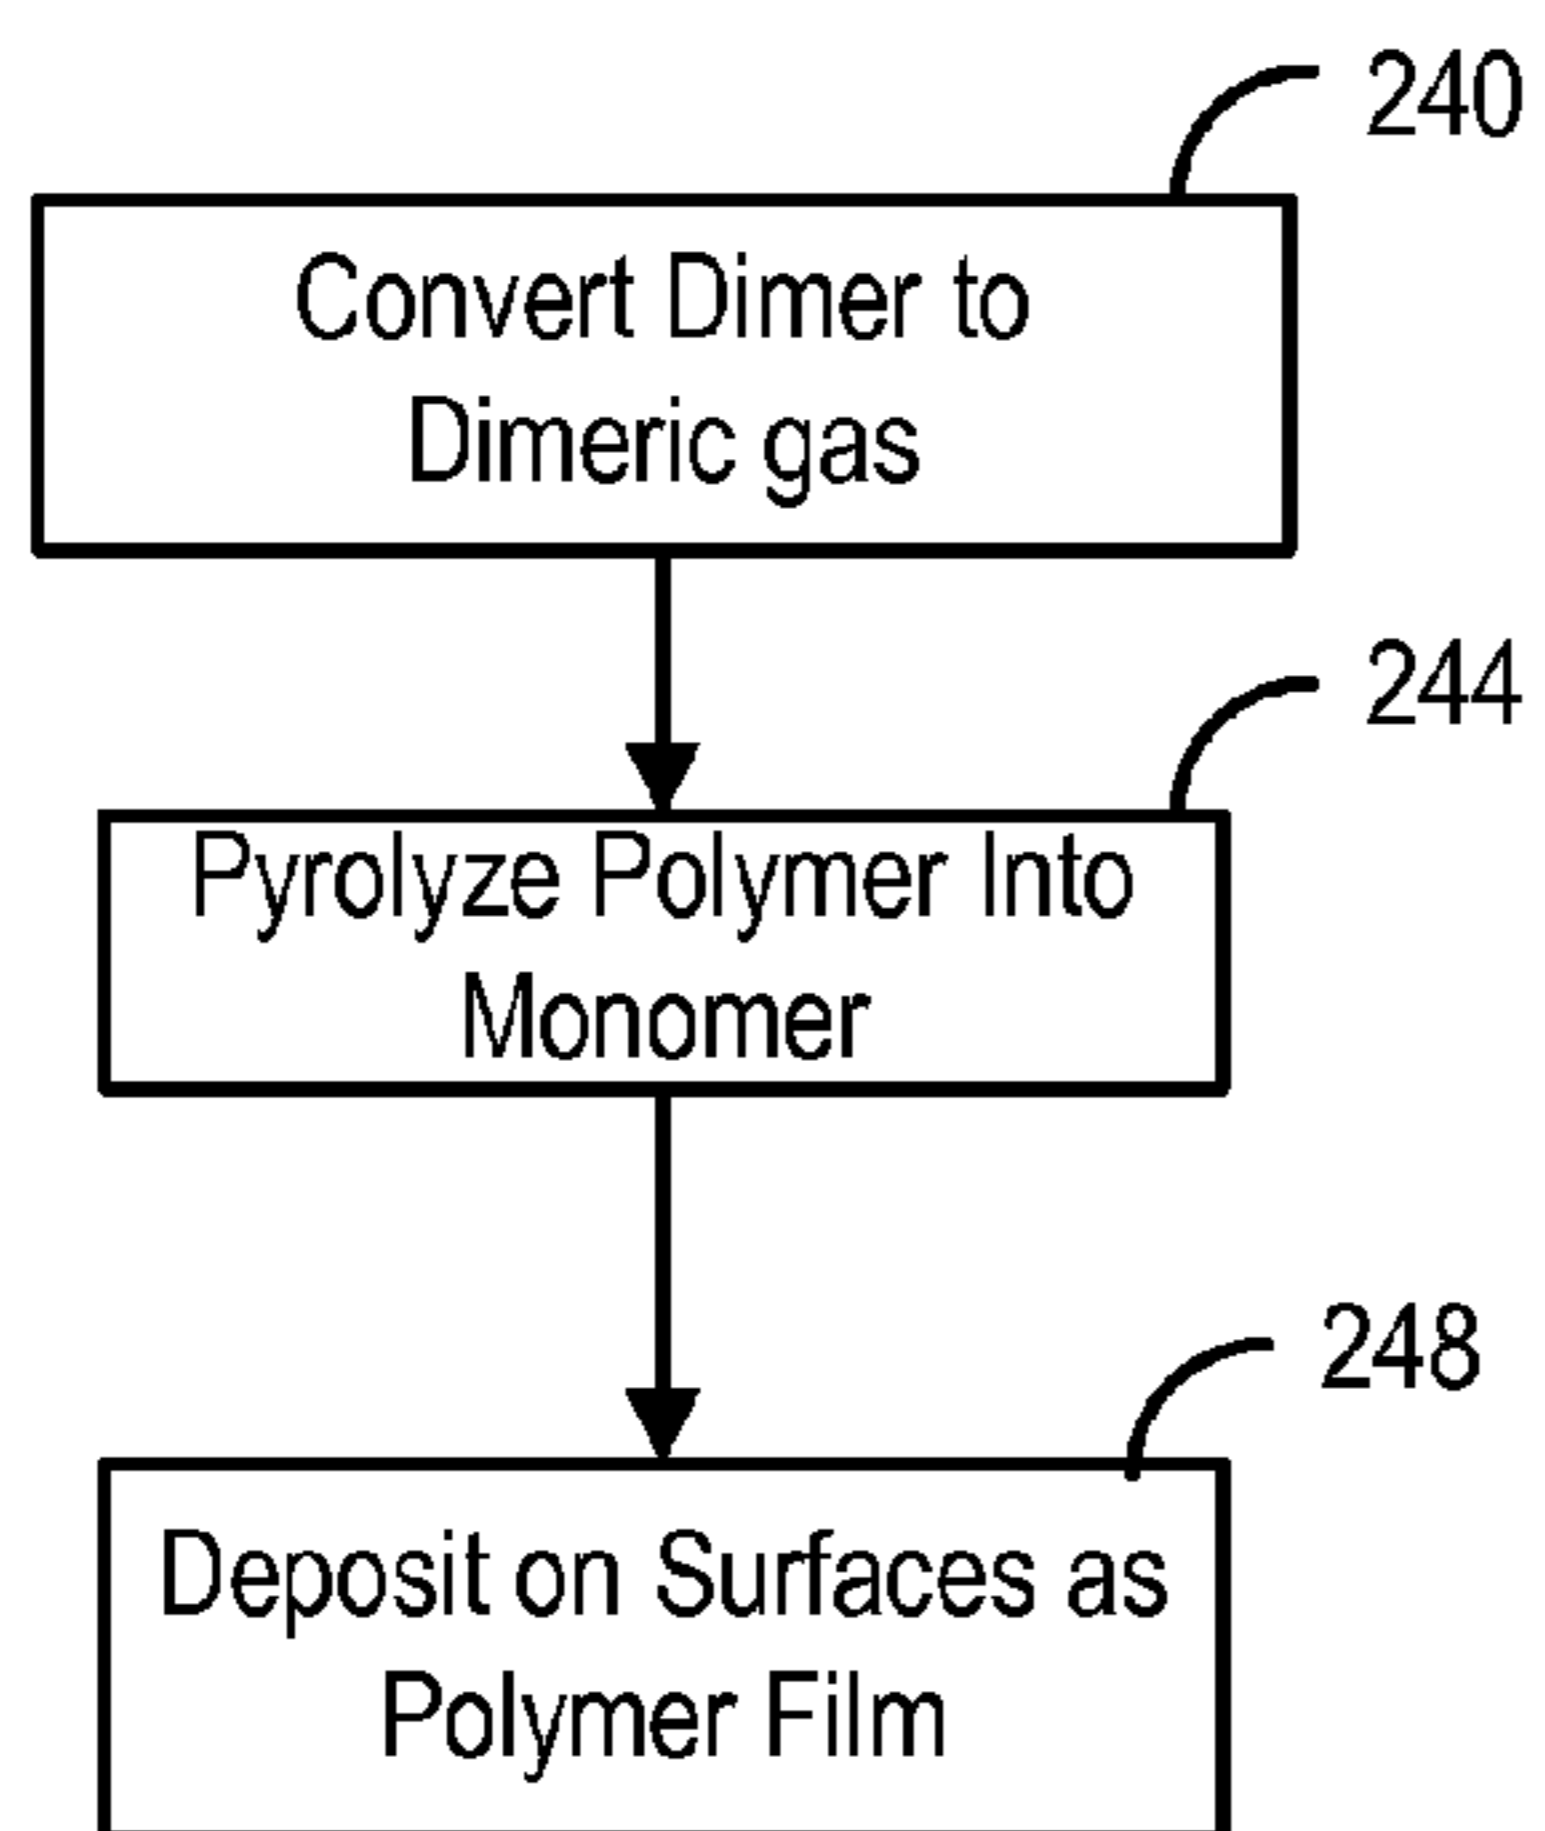 240
Convert Dimer to
Dimeric gas
244
Pyrolyze Polymer Into
Monomer
248
Deposit on Surfaces as
Polymer Film